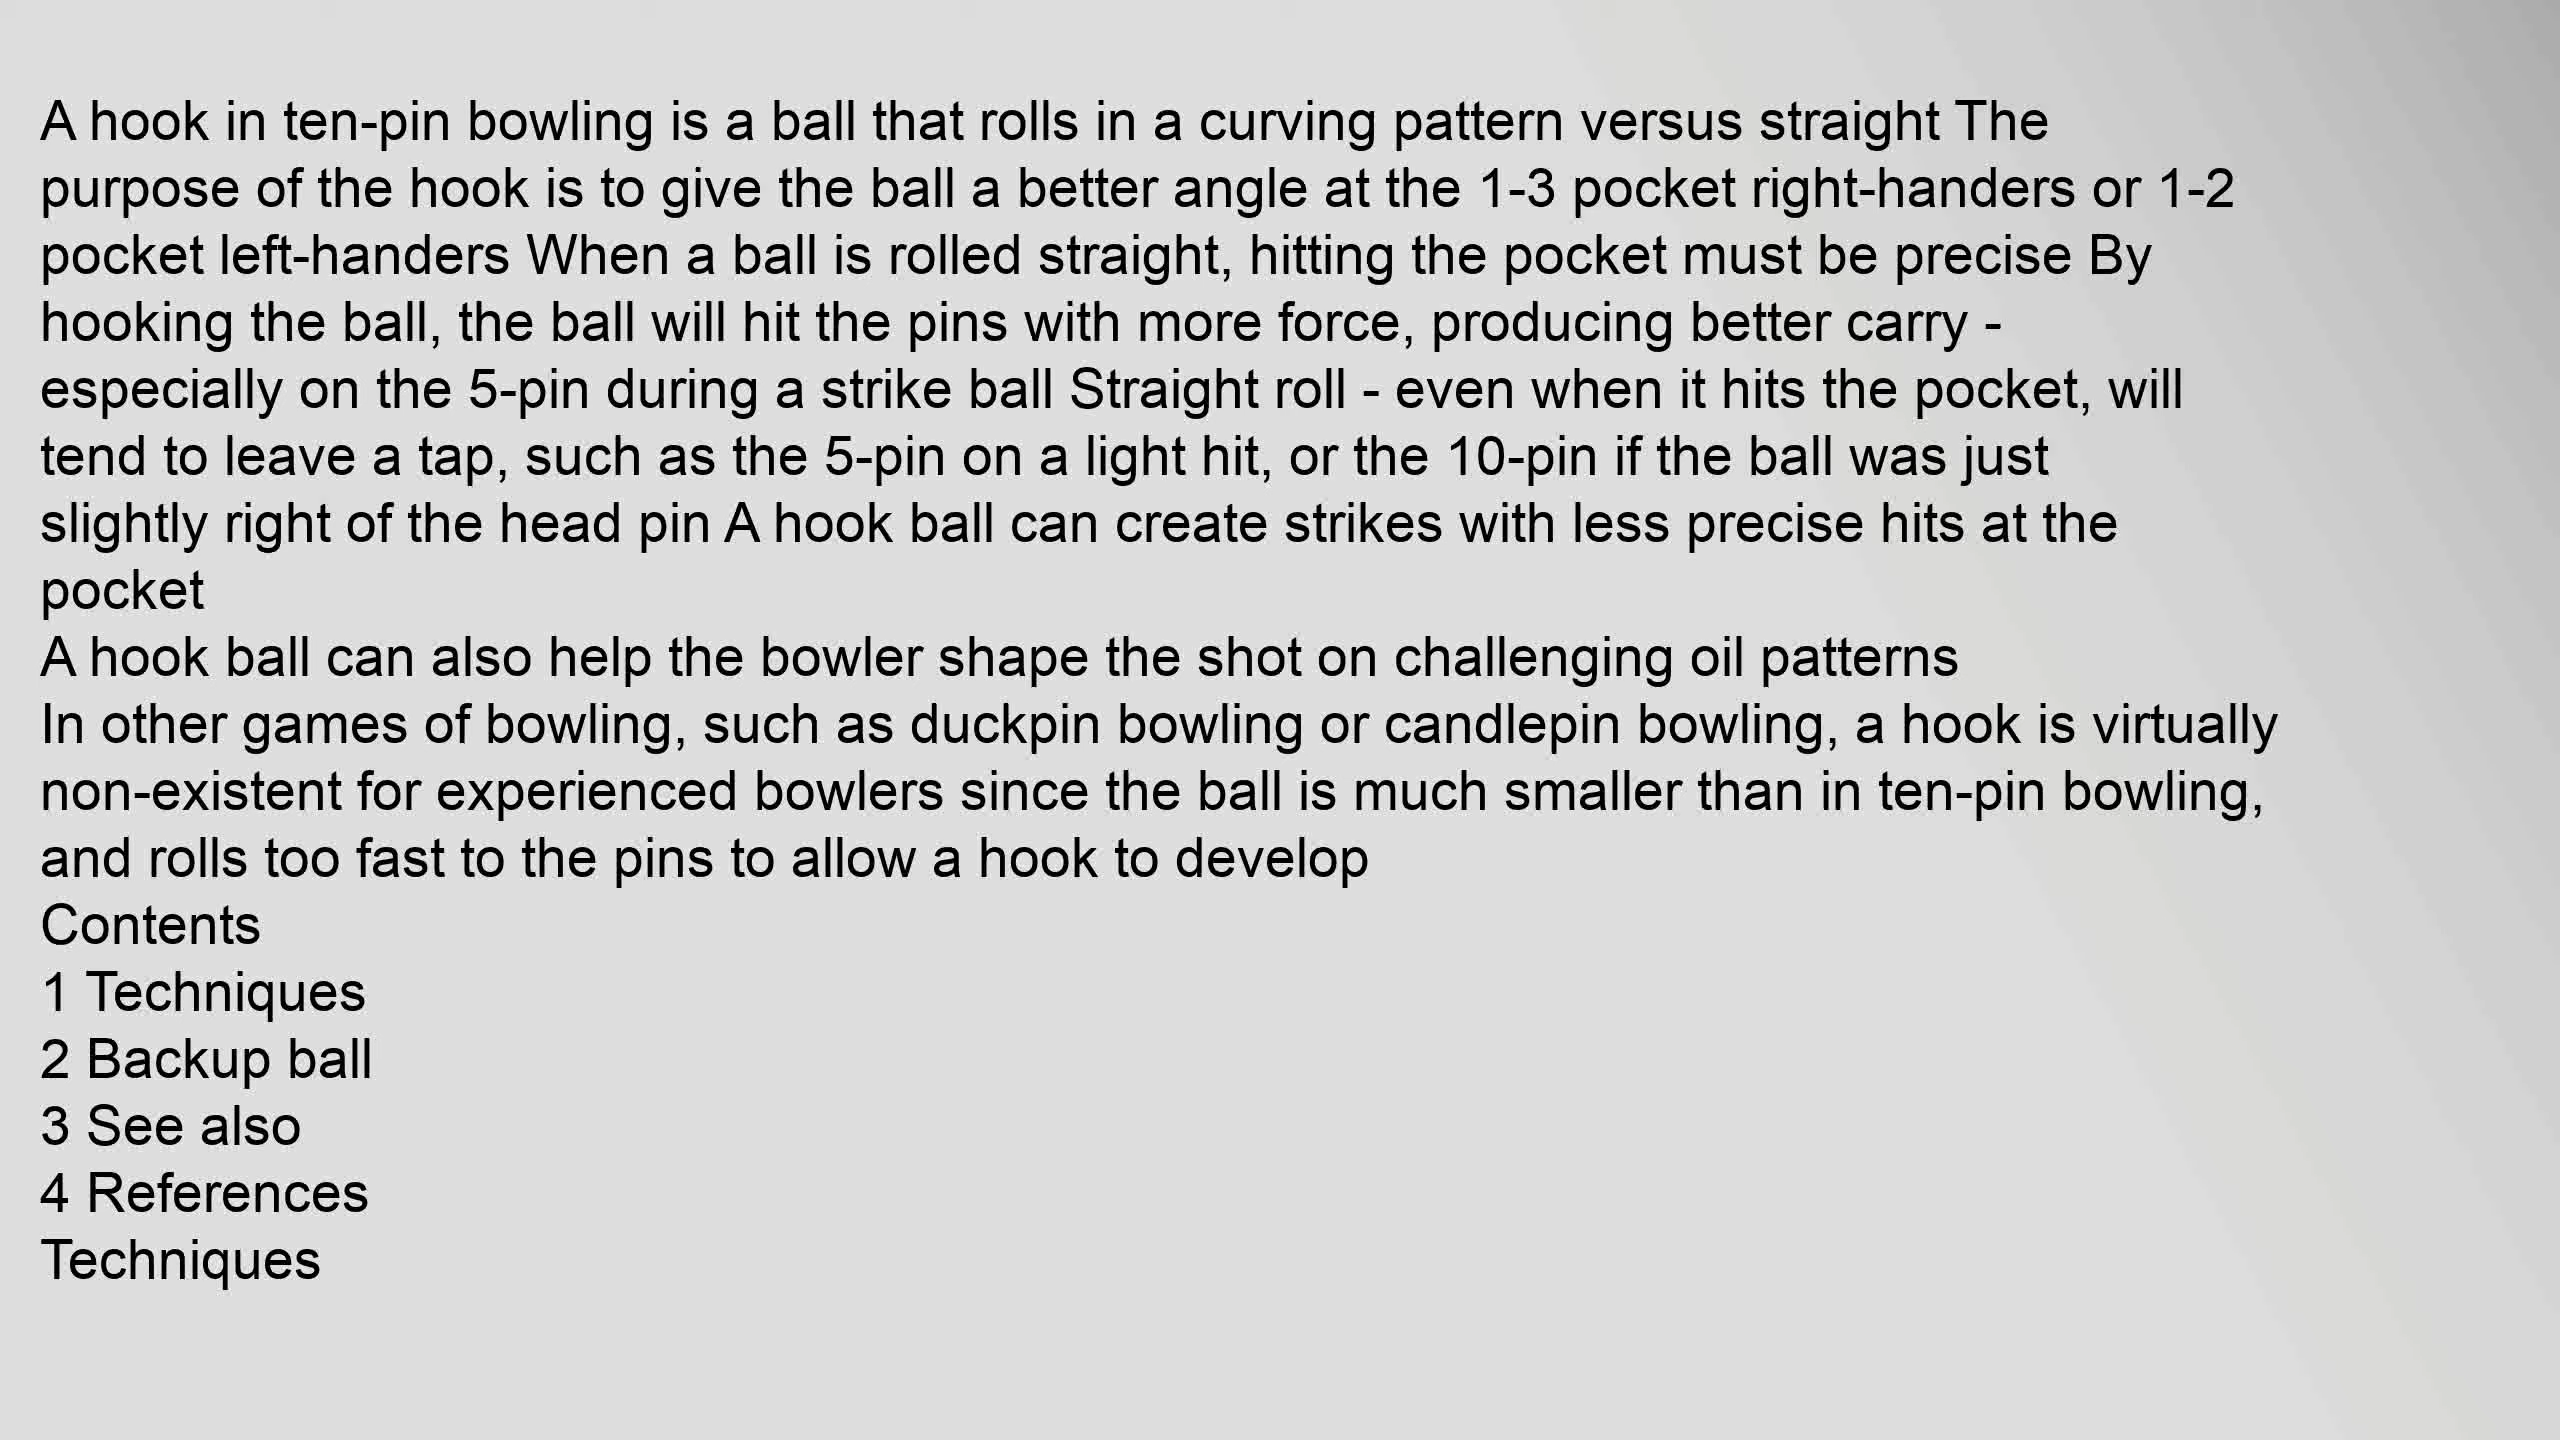 A hook in ten-pin bowling is a ball that rolls in a curving pattern versus straight The
purpose of the hook is to give the ball a better angle at the 1-3 pocket right-handers or 1-2
pocket left-handers When a ball is rolled straight, hitting the pocket must be precise By
hooking the ball, the ball will hit the pins with more force, producing better carry -
especially on the 5-pin during a strike ball Straight roll - even when it hits the pocket, will
tend to leave a tap, such as the 5-pin on a light hit, or the 10-pin if the ball was just
slightly right of the head pin A hook ball can create strikes with less precise hits at the
pocket
A hook ball can also help the bowler shape the shot on challenging oil patterns
In other games of bowling, such as duckpin bowling or candlepin bowling, a hook is virtually
non-existent for experienced bowlers since the ball is much smaller than in ten-pin bowling,
and rolls too fast to the pins to allow a hook to develop
Contents
1 Techniques
2 Backup ball
3 See also
4 References
Techniques